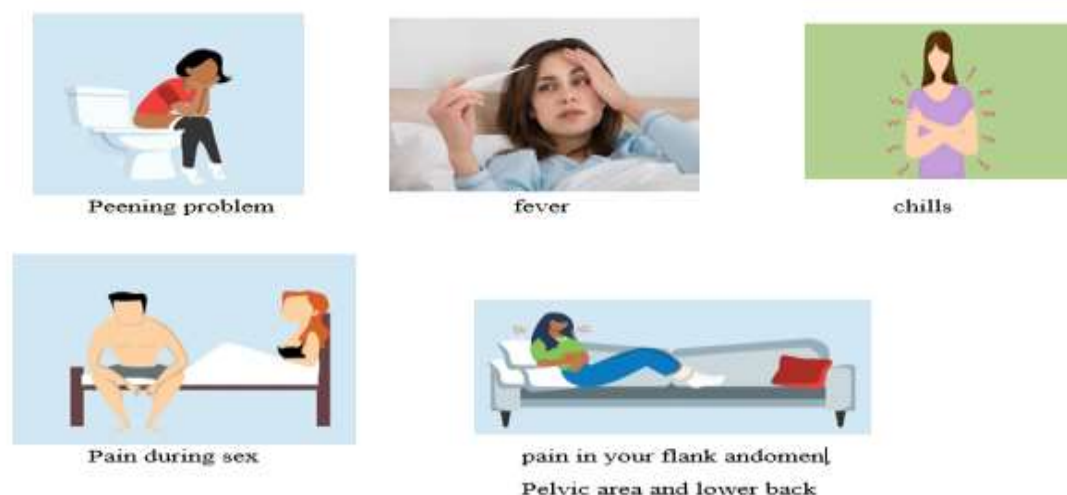 Peening problem
fever
chills
Pain during sex
pain in your flank andomen,
Pelvic area and lower back